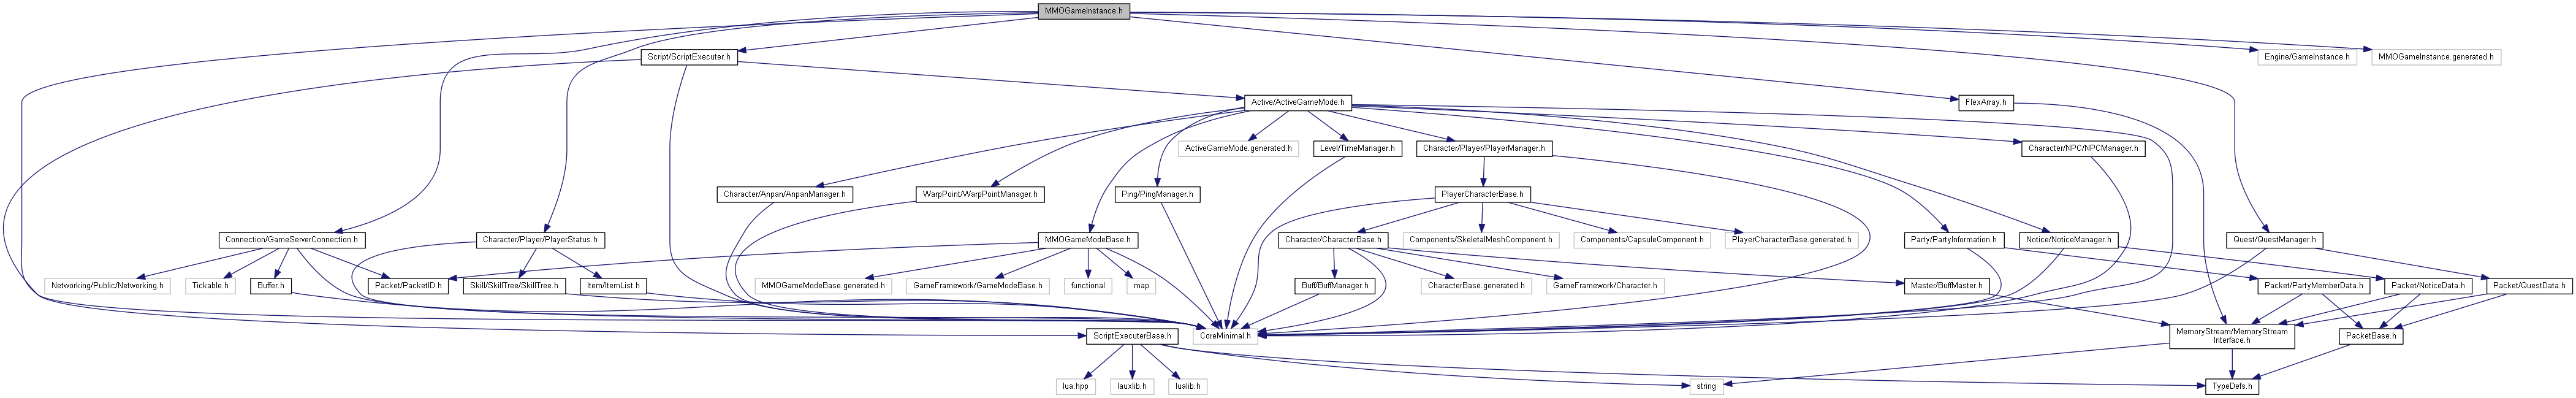 MMOGameInstance.h
Script/ScriptExecuter.h
Engine/GameInstance.h
MMOGameInstance.generated.h
Active/ActiveGameMode.h
FlexArray.h
ActiveGameMode.generated.h
Level/TimeManager.h
Character/Player/PlayerManager.h
Character/NPC/NPCManager.h
Character/Anpan/AnpanManager.h
WarpPoint/WarpPointManager.h
Ping/PingManager.h
PlayerCharacterBase.h
Connection/GameServerConnection.h
Character/Player/PlayerStatus.h
MMOGameModeBase.h
Character/CharacterBase.h
Components/SkeletalMeshComponent.h
Components/CapsuleComponent.h
PlayerCharacterBase.generated.h
Party/PartyInformation.h
Notice/NoticeManager.h
Quest/QuestManager.h
Networking/Public/Networking.h
Tickable.h
Buffer.h
Packet/PacketID.h
Skill/SkillTree/SkillTree.h
Item/ItemList.h
MMOGameModeBase.generated.h
GameFramework/GameModeBase.h
functional
map
Buff/BuffManager.h
CharacterBase.generated.h
GameFramework/Character.h
Master/BuffMaster.h
Packet/PartyMemberData.h
Packet/NoticeData.h
Packet/QuestData.h
ScriptExecuterBase.h
CoreMinimal.h
MemoryStream/MemoryStream
Interface.h
PacketBase.h
lua.hpp
lauxlib.h
lualib.h
string
TypeDefs.h